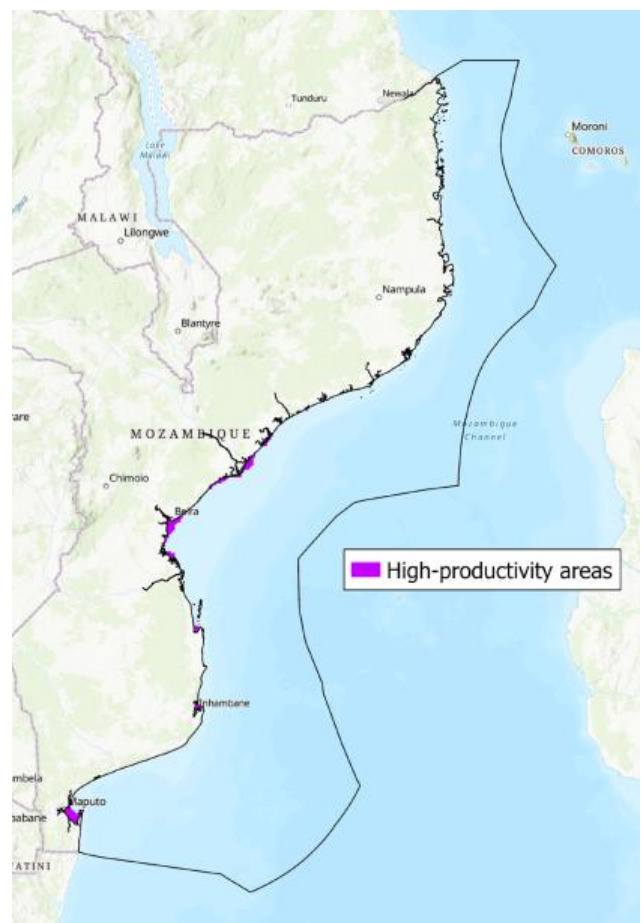 Tunduru
Newala
Moroni
COMOROS
Lake
Malawi
MALAWI
Lilongwe
Nampula
Blantyre
are
MOZAMBIQUE
Mozambique
Channel
Chimoio
Beira
High-productivity areas
Inhambane
mbela
Maputo
abane
ATINI